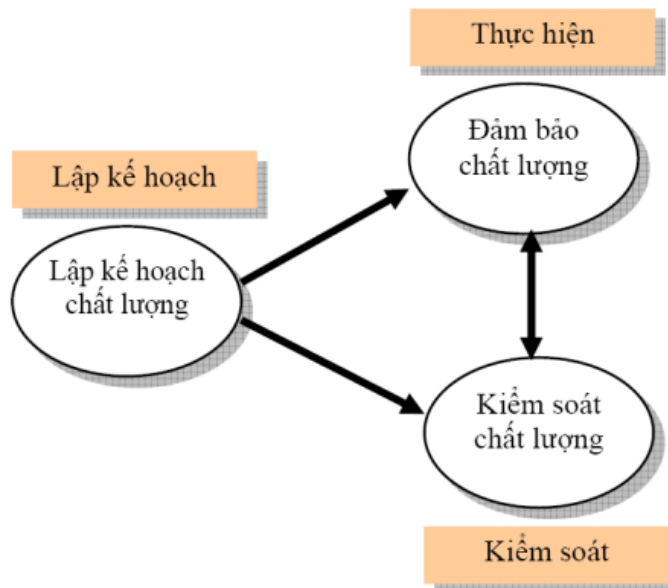 Thực hiện
Đảm bảo
chất lượng
Lập kế hoạch
Lập kế hoạch
chất lượng
Kiểm soát
chất lượng
Kiểm soát